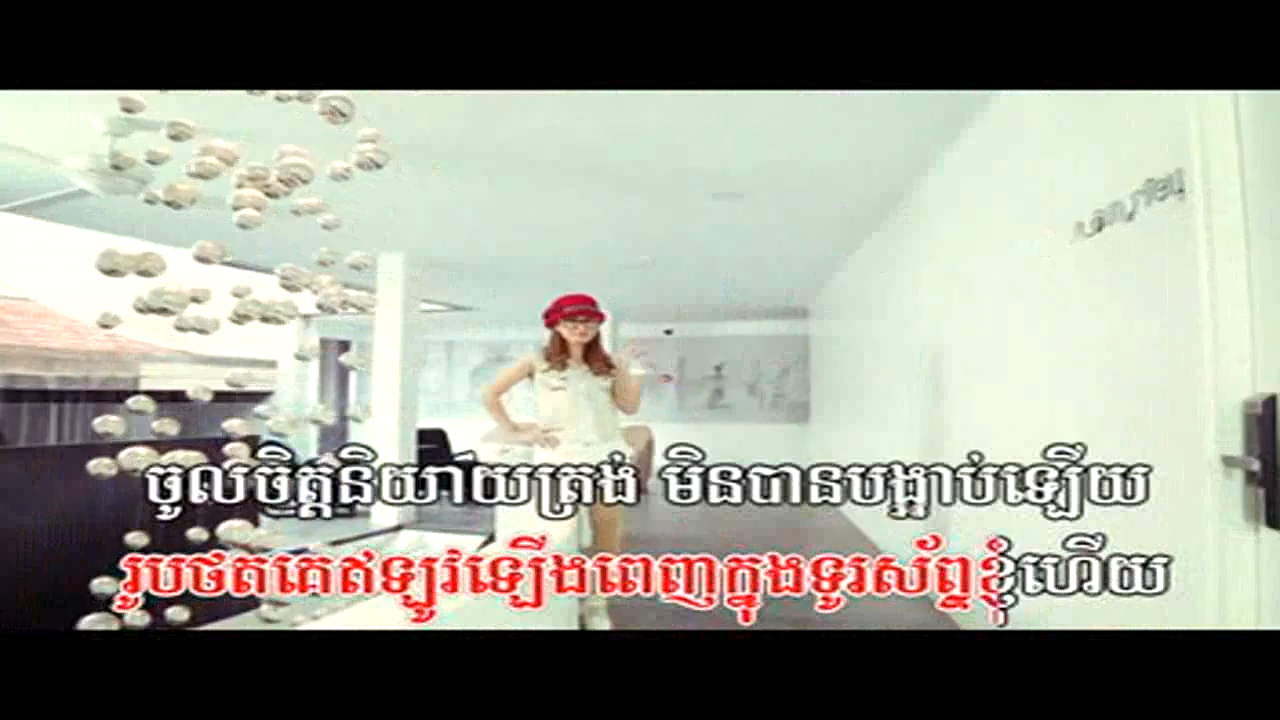 ចូលចិត្តនិយាយត្រង់ មិនបានបង្អាប់ឡើយ
រូបថតគេឥឡូវឡើងពេញក្នុងទូរស័ព្ទខ្ញុំហើយ